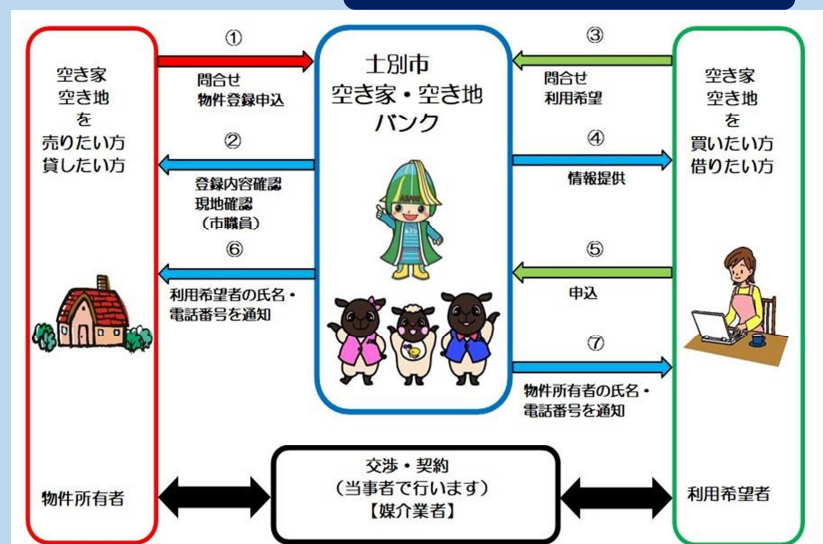 空き家
空き地
を
売りたい方
貸したい方
物件所有者
①
問合せ
物件登録申込
②
登録内容確認
現地確認
（市職員）
⑥
利用希望者の氏名・
電話番号を通知
士別市
空き家・空き地
バンク
③
問合せ
利用希望
④
情報提供
⑤
申込
⑦
物件所有者の氏名・
電話番号を通知
空き家
空き地
を
買いたい方
借りたい方
利用希望者
交渉・契約
（当事者で行います）
【媒介業者】